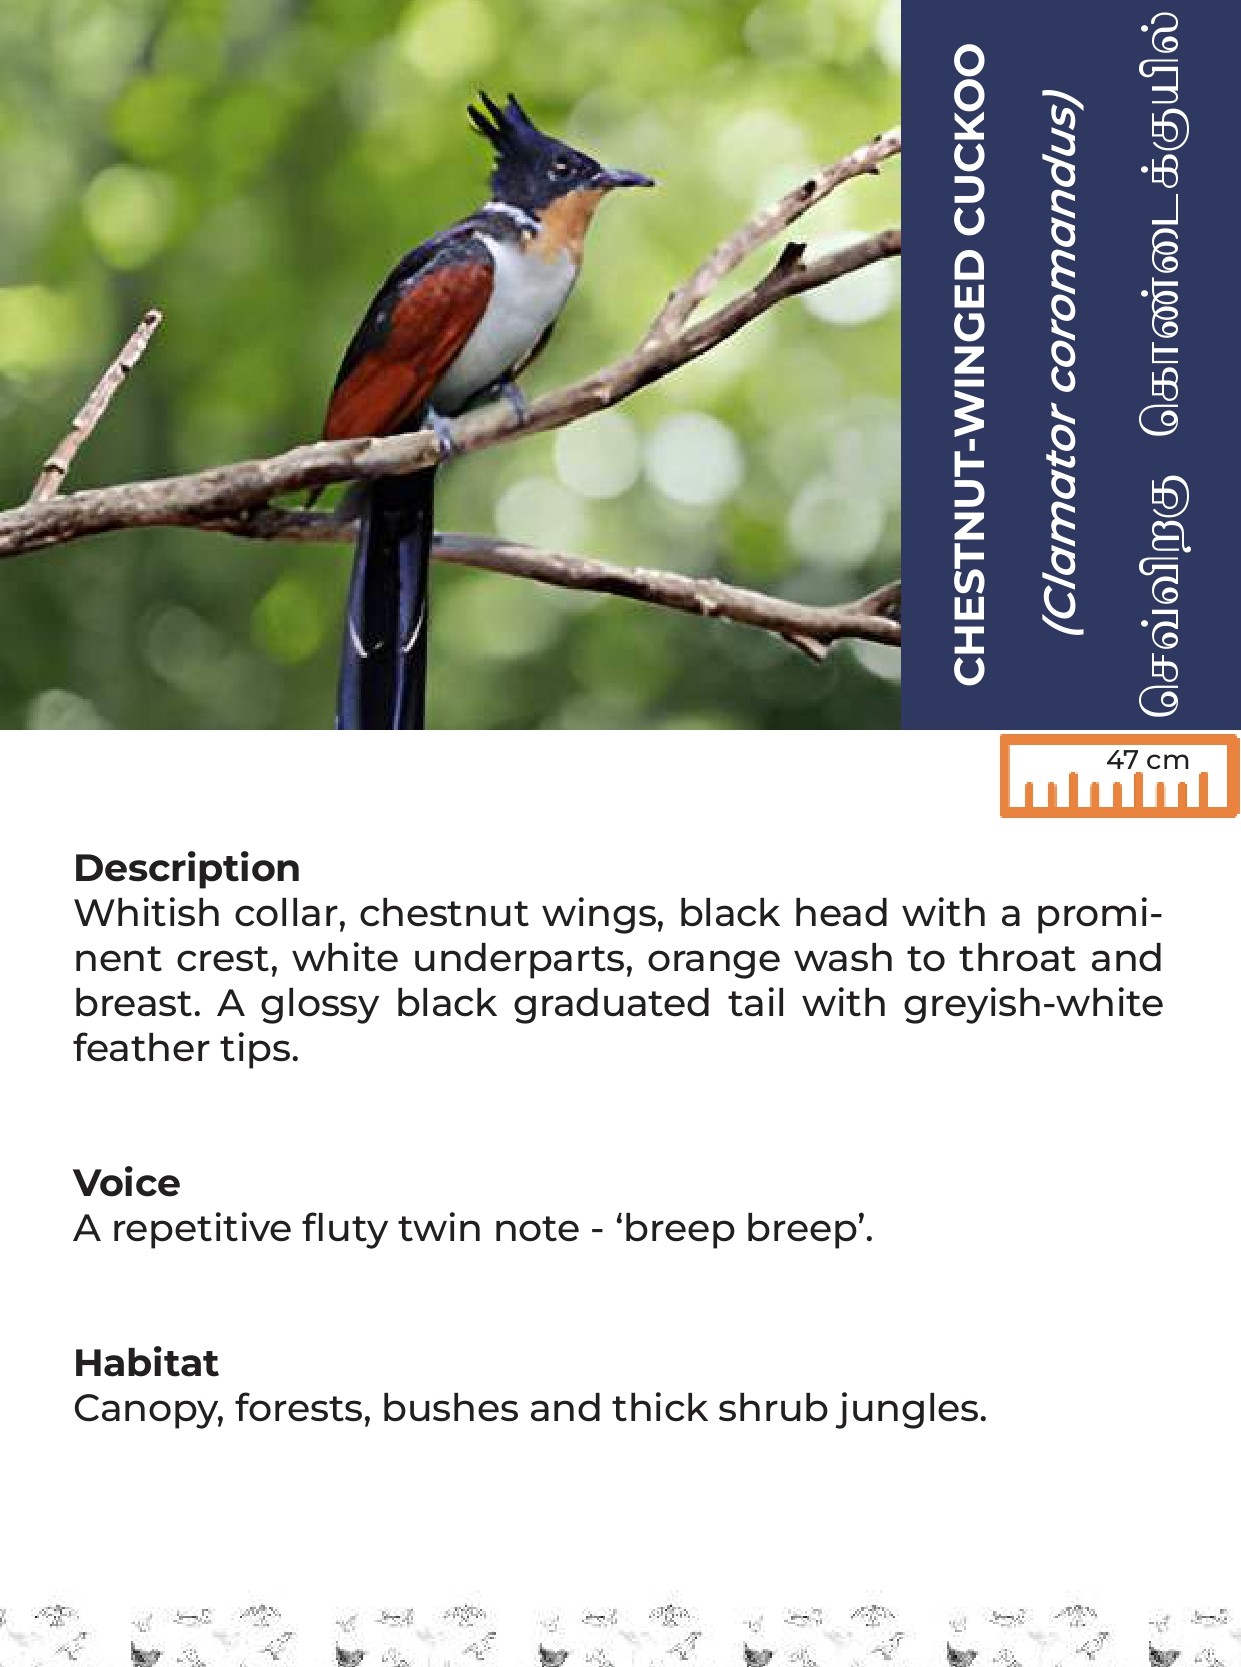 CHESTNUT-WINGED CUCKOO
(Clamator coromandus)
செவ்விறகு கொண்டைக்குயில்
47 cm
Description
Whitish collar, chestnut wings, black head with a promi-
nent crest, white underparts, orange wash to throat and
breast. A glossy black graduated tail with greyish-white
feather tips.
Voice
A repetitive fluty twin note - ‘breep breep’.
Habitat
Canopy, forests, bushes and thick shrub jungles.